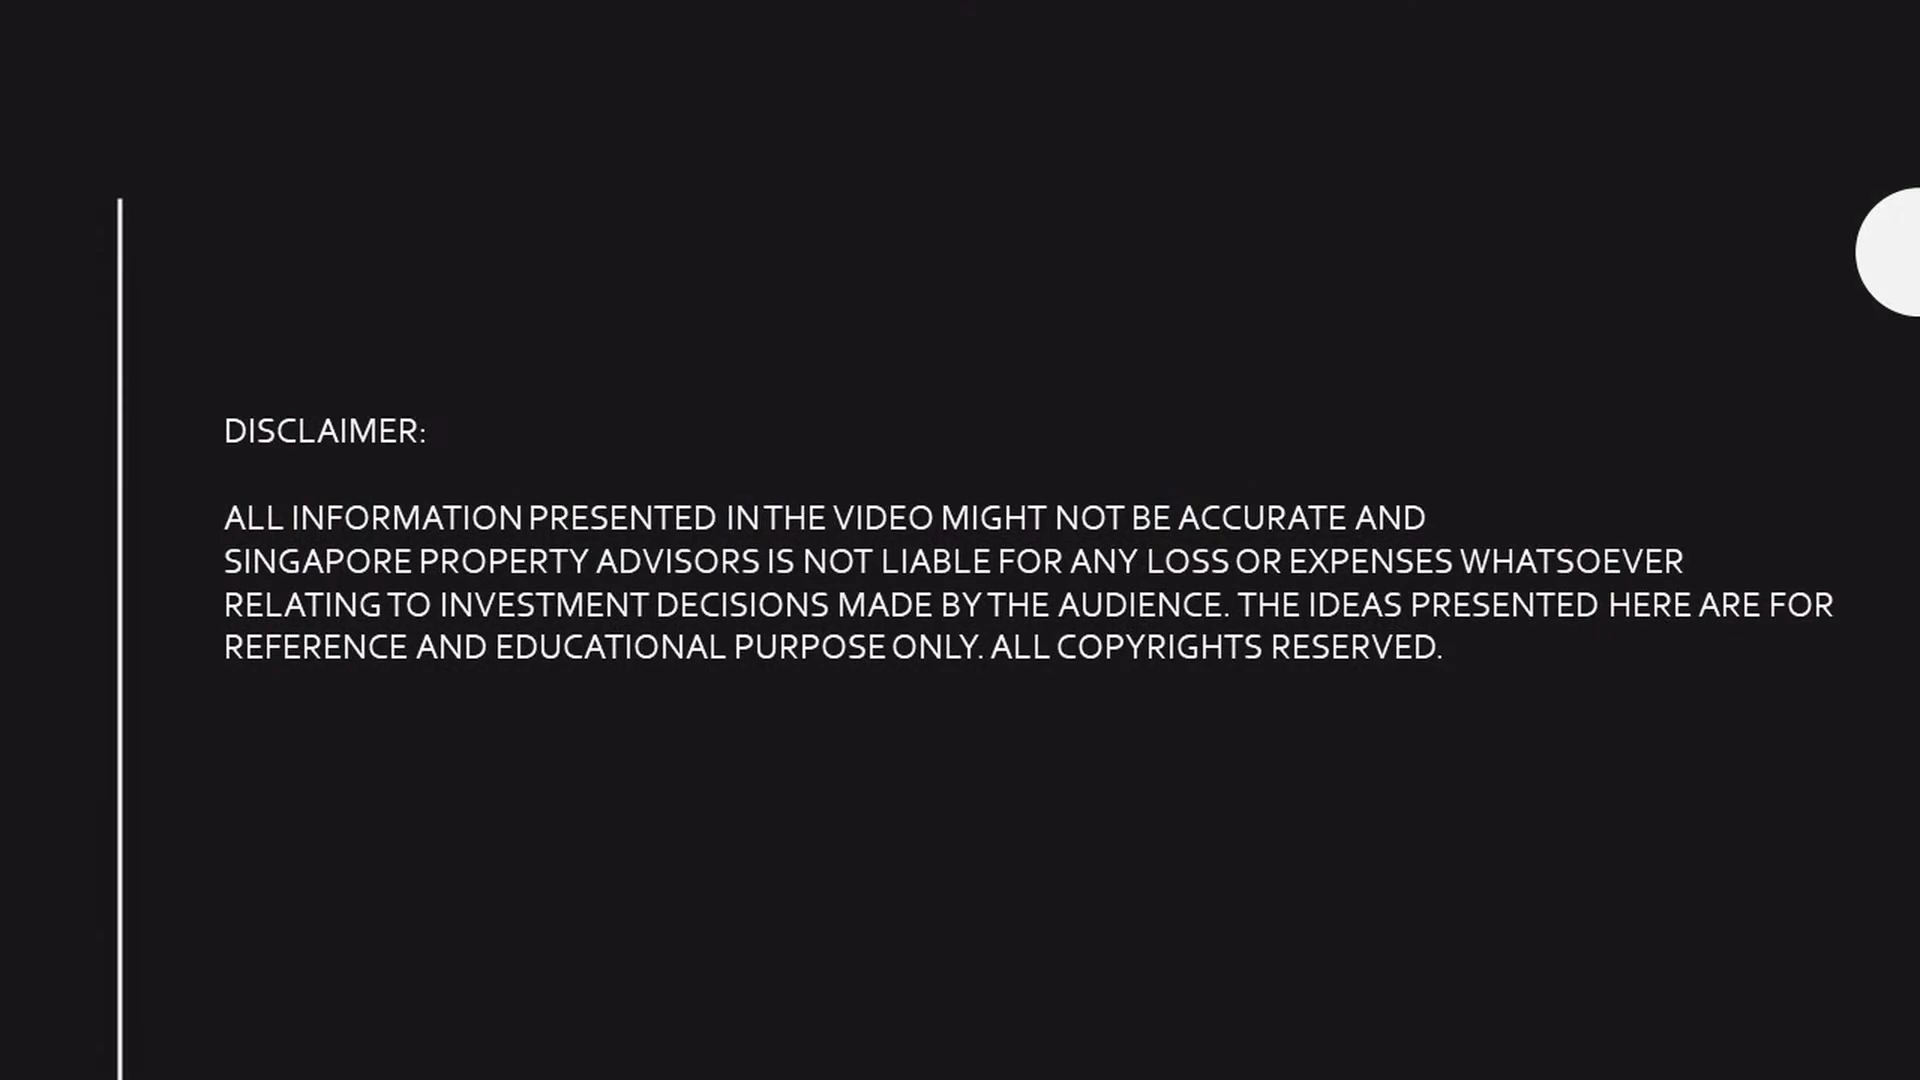 DISCLAIMER:
ALL INFORMATION PRESENTED IN THE VIDEO MIGHT NOT BE ACCURATE AND
SINGAPORE PROPERTY ADVISORS IS NOT LIABLE FOR ANY LOSS OR EXPENSES WHATSOEVER
RELATING TO INVESTMENT DECISIONS MADE BY THE AUDIENCE. THE IDEAS PRESENTED HERE ARE FOR
REFERENCE AND EDUCATIONAL PURPOSE ONLY. ALL COPYRIGHTS RESERVED.